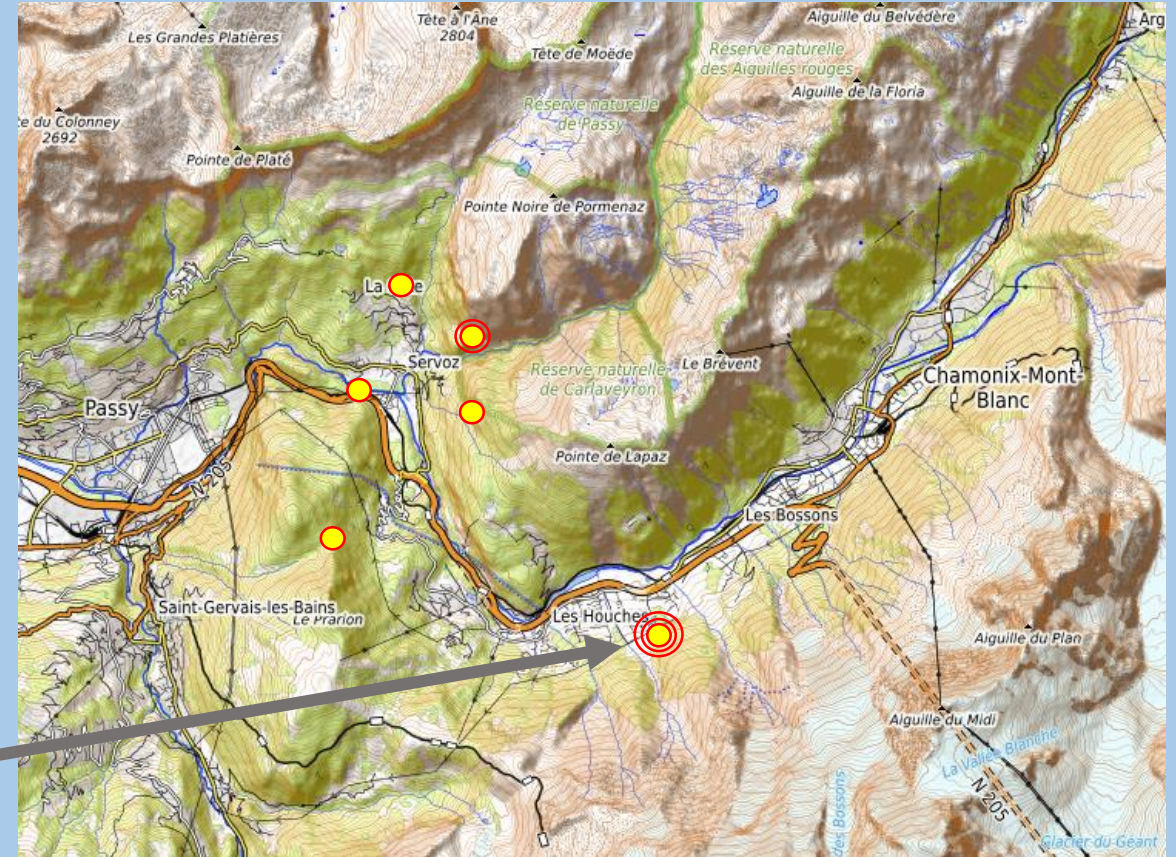 Les Grandes Platières
Tête à l'Âne
2804
Aiguille du Belvédère
Arg
Tête de Moëde
Réserve naturelle
des Aiguilles rouges
Aiguille de la Floria
Réserve naturelle
de Passy
te du Colonney
2692
Pointe de Platé
Pointe Noire de Pormenaz
La
Servoz
Réserve naturelle
de Carlaveyron
Le Brévent
Chamonix-Mont-
Blanc
Passy
Pointe de Lapaz
N 205
Les Bossons
Saint-Gervais-les-Bains
Le Prarion
Les Houches
Aiguille du Plan
Aiguille du Midi
La Vallée Blanche
N 205
des Bossons
Glacier du Géant